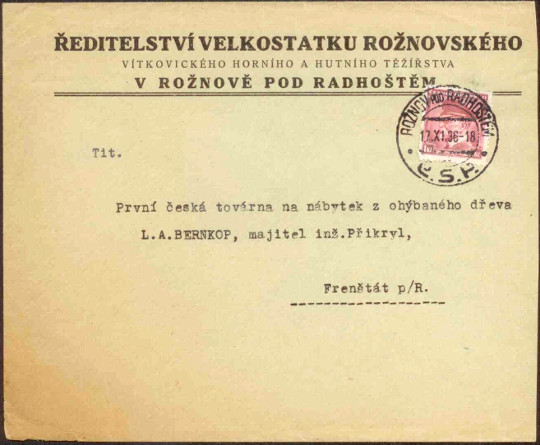 ŘEDITELSTVÍ VELKOSTATKU ROŽNOVSKÉHO
VÍTKOVICKÉHO HORNÍHO A HUTNÍHO TĚŽÍŘSTVA
V ROŽNOVĚ POD RADHOŠTĚM
ROŽNOV POD RADHOŠTĚM
17.XI.36-18
Č.S.P.
Tit.
První česká továrna na nábytek z ohýbaného dřeva
L.A.BERNKOP, majitel inž.Přikryl,
Frenštát p/R.